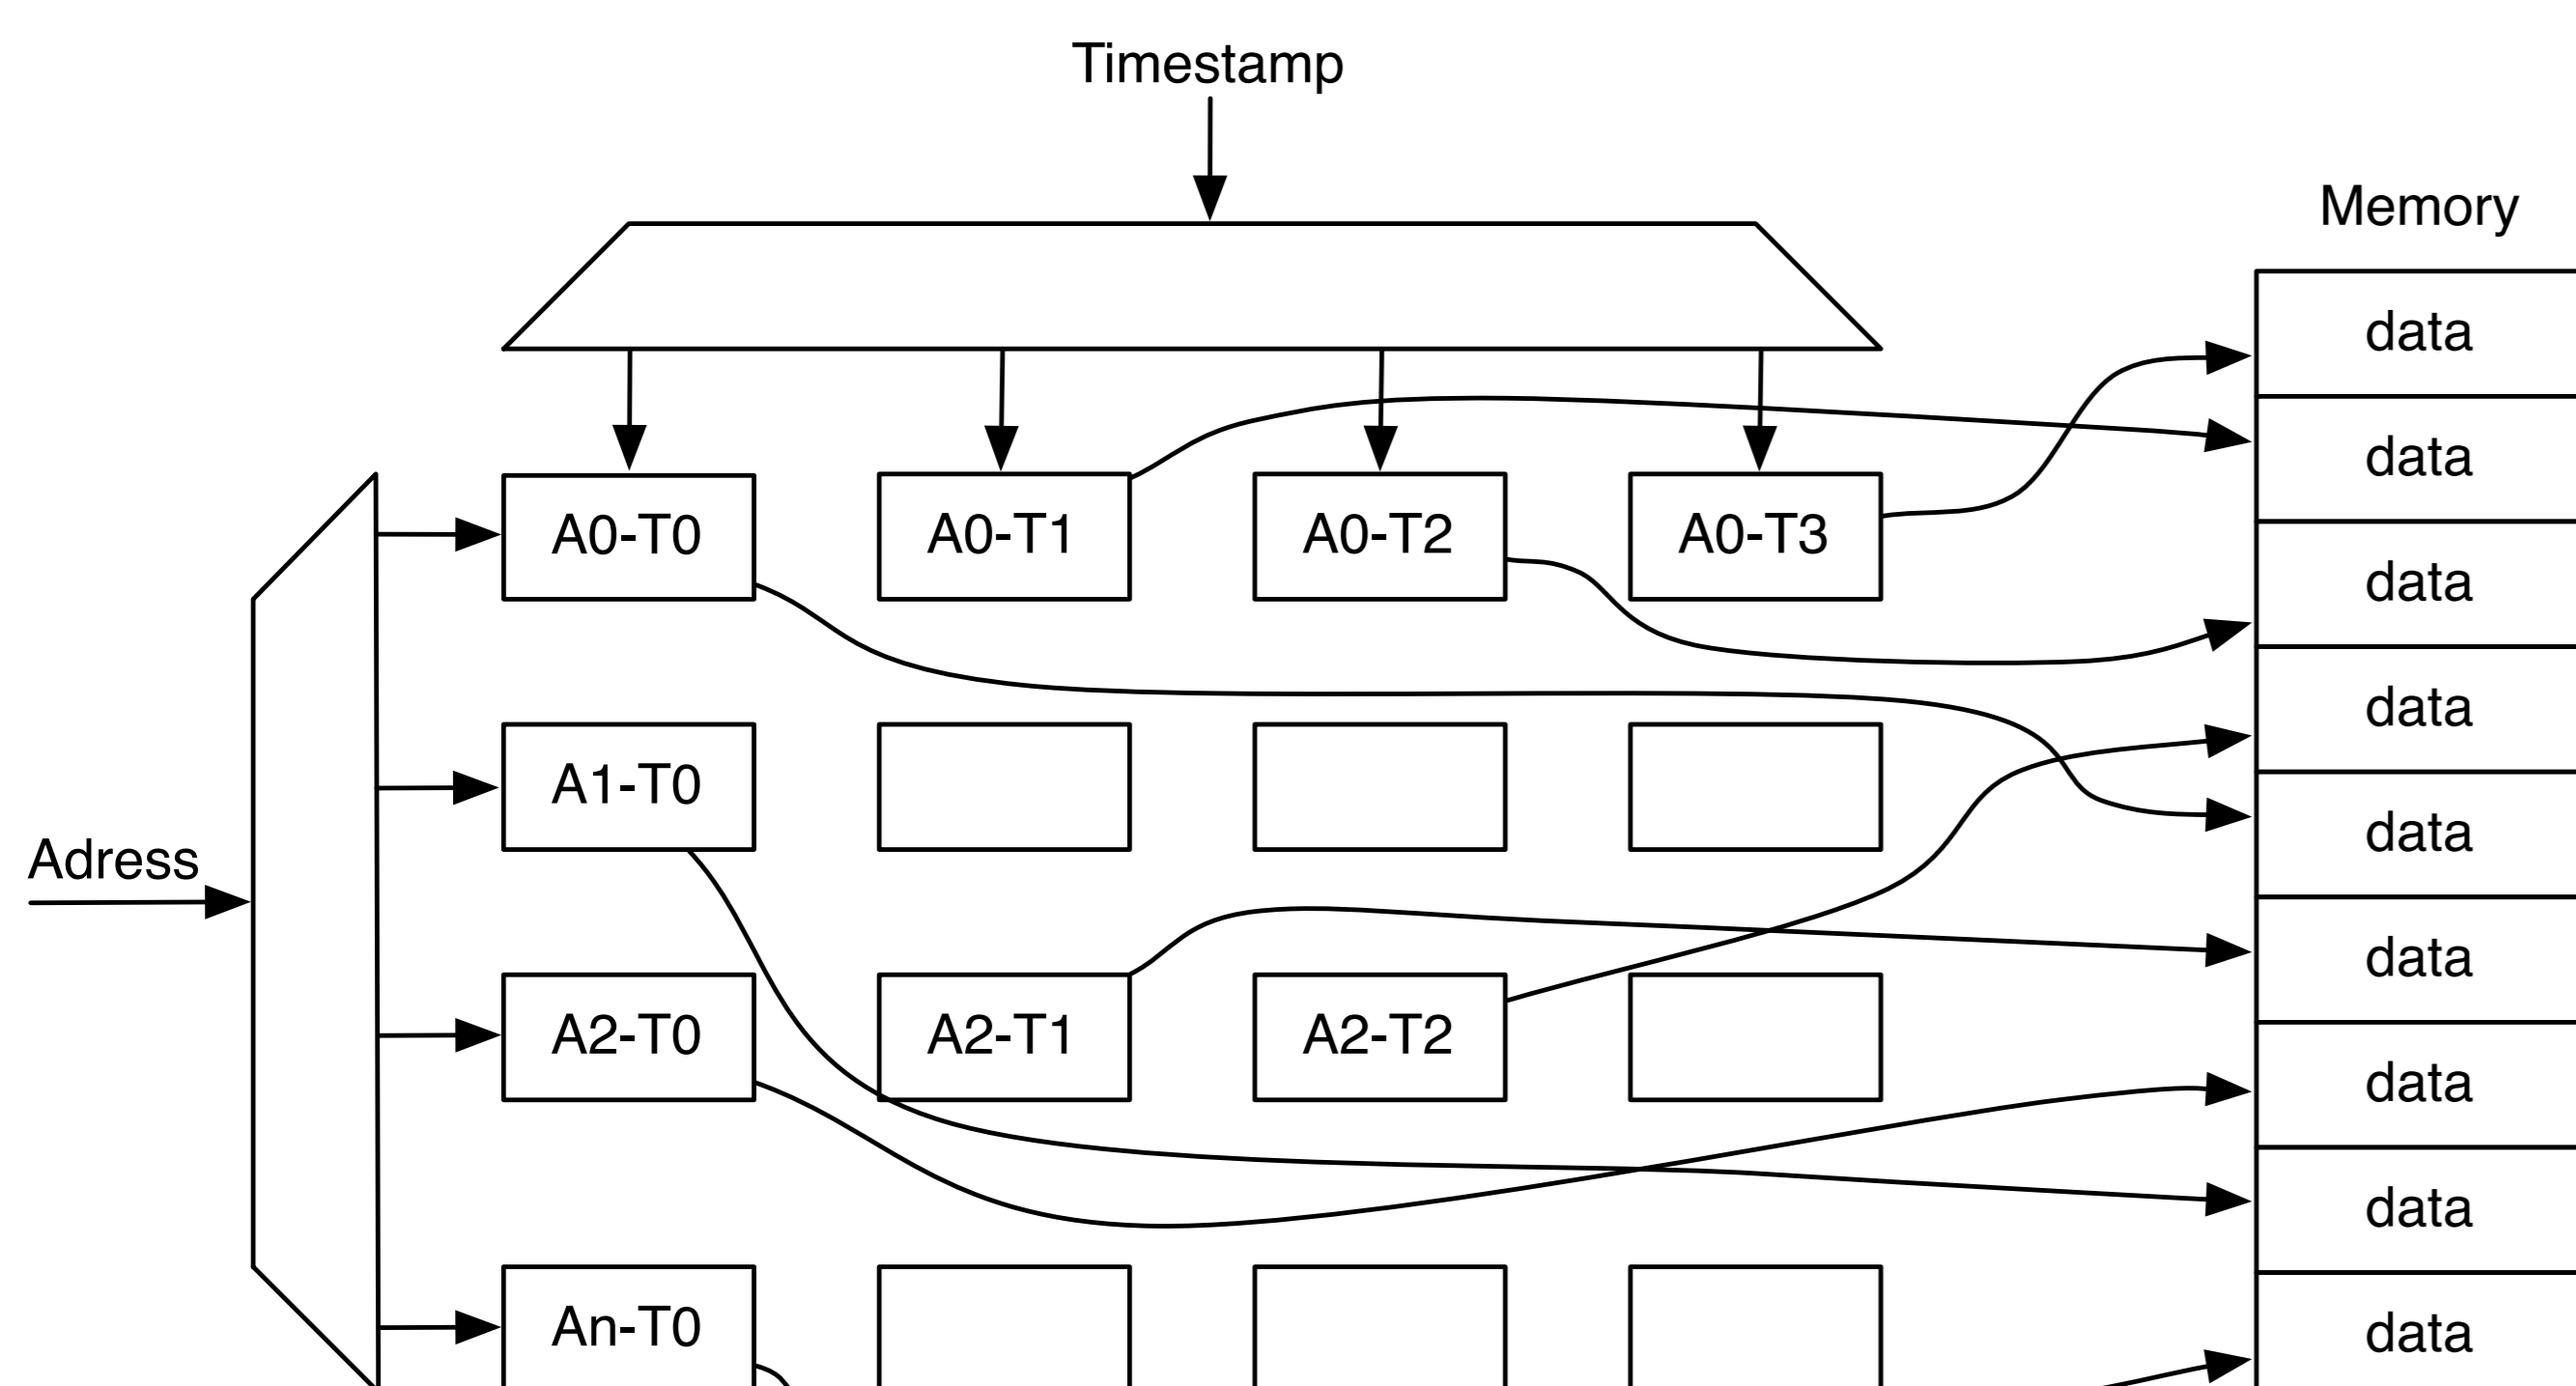 Timestamp
Memory
data
data
A0-T0 A0-T1 A0-T2 A0-T3
data
data
A1-T0
data
Adress
data
A2-T0 A2-T1 A2-T2
data
data
An-T0
data